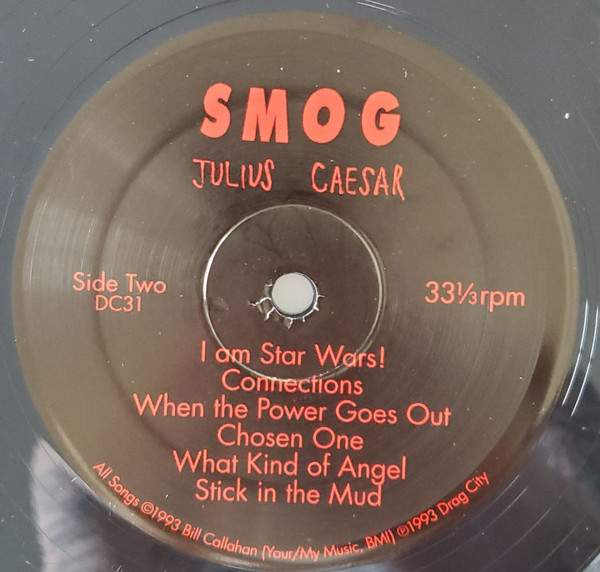 SMOG
JULIUS CAESAR
Side Two
DC31
33⅓rpm
I am Star Wars!
Connections
When the Power Goes Out
Chosen One
What Kind of Angel
Stick in the Mud
All Songs ©1993 Bill Callahan (Your/My Music, BMI) ℗1993 Drag City